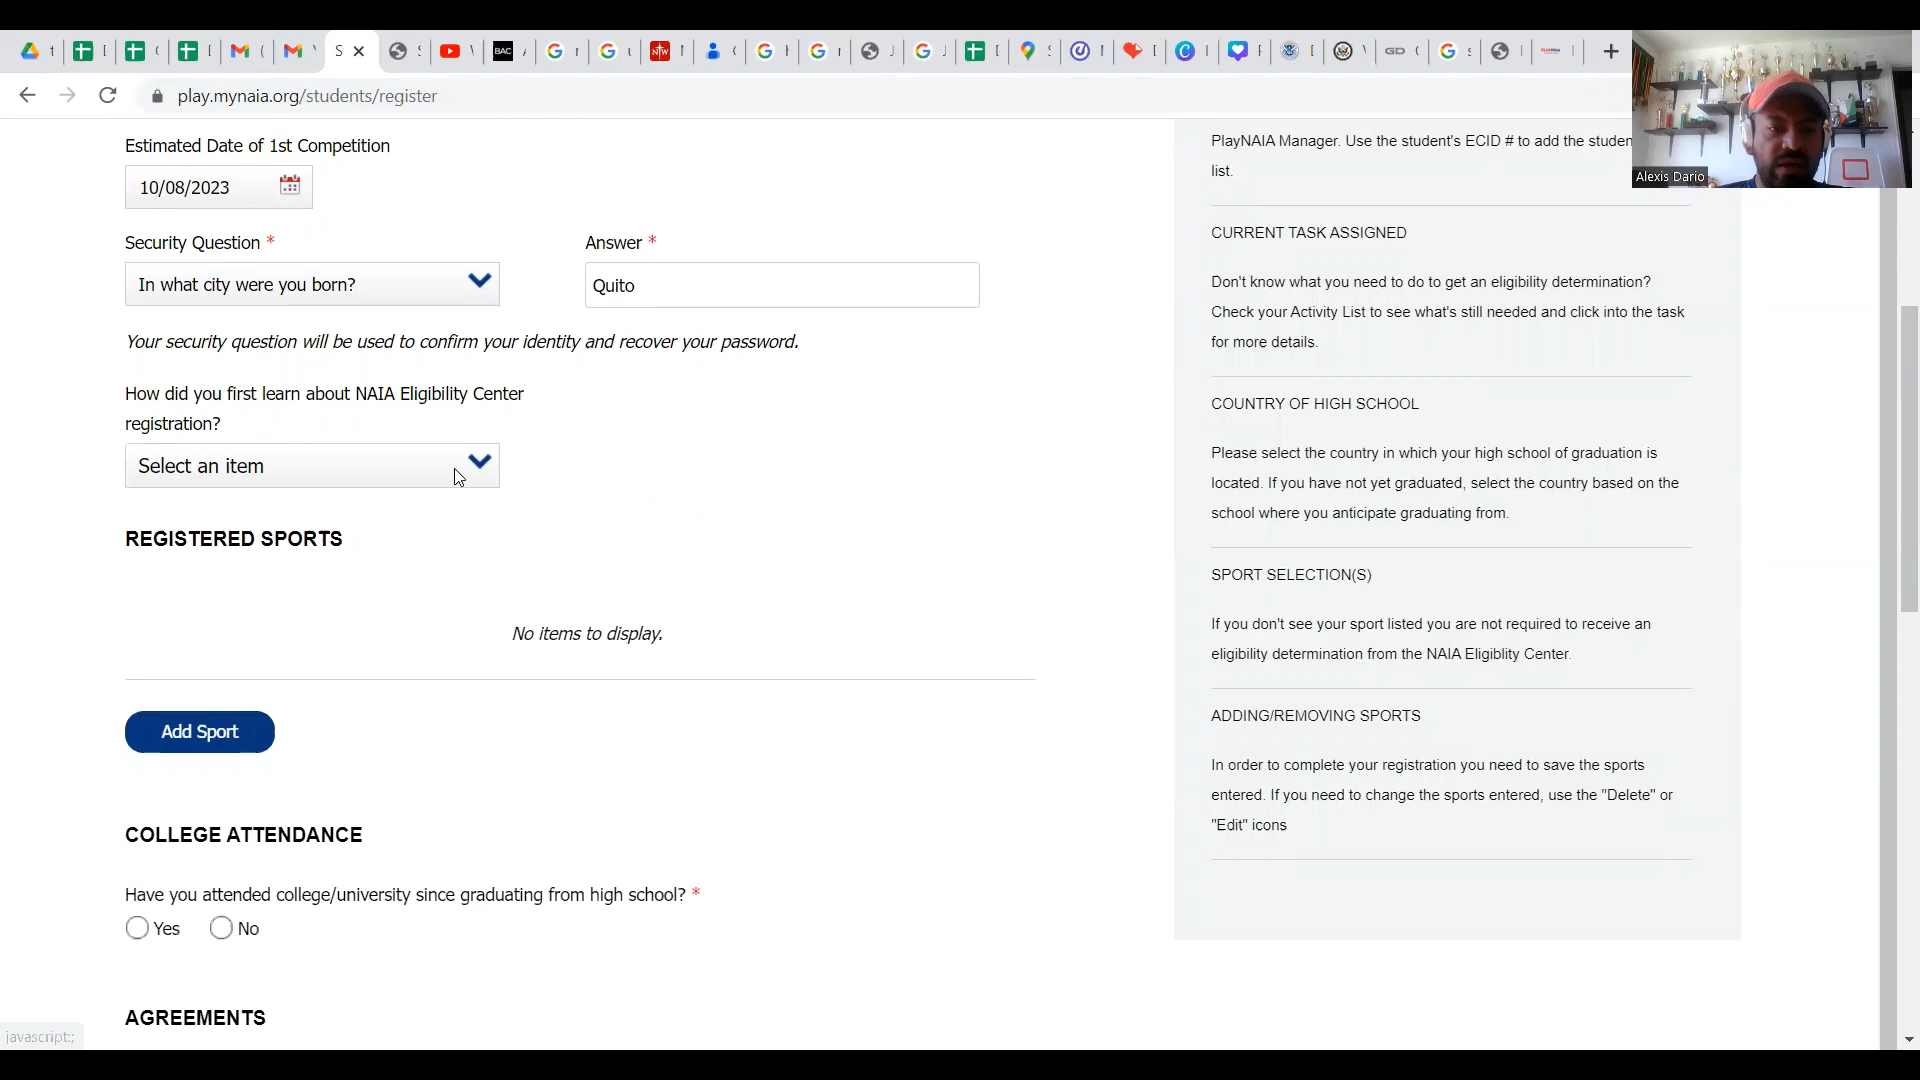 play.mynaia.org/students/register
Alexis Dario
Estimated Date of 1st Competition
10/08/2023
Security Question *
Answer *
In what city were you born?
Quito
Your security question will be used to confirm your identity and recover your password.
How did you first learn about NAIA Eligibility Center
registration?
Select an item
REGISTERED SPORTS
No items to display.
Add Sport
COLLEGE ATTENDANCE
Have you attended college/university since graduating from high school? *
Yes No
AGREEMENTS
javascript:;
PlayNAIA Manager. Use the student's ECID # to add the studen
list.
CURRENT TASK ASSIGNED
Don't know what you need to do to get an eligibility determination?
Check your Activity List to see what's still needed and click into the task
for more details.
COUNTRY OF HIGH SCHOOL
Please select the country in which your high school of graduation is
located. If you have not yet graduated, select the country based on the
school where you anticipate graduating from.
SPORT SELECTION(S)
If you don't see your sport listed you are not required to receive an
eligibility determination from the NAIA Eligiblity Center.
ADDING/REMOVING SPORTS
In order to complete your registration you need to save the sports
entered. If you need to change the sports entered, use the "Delete" or
"Edit" icons